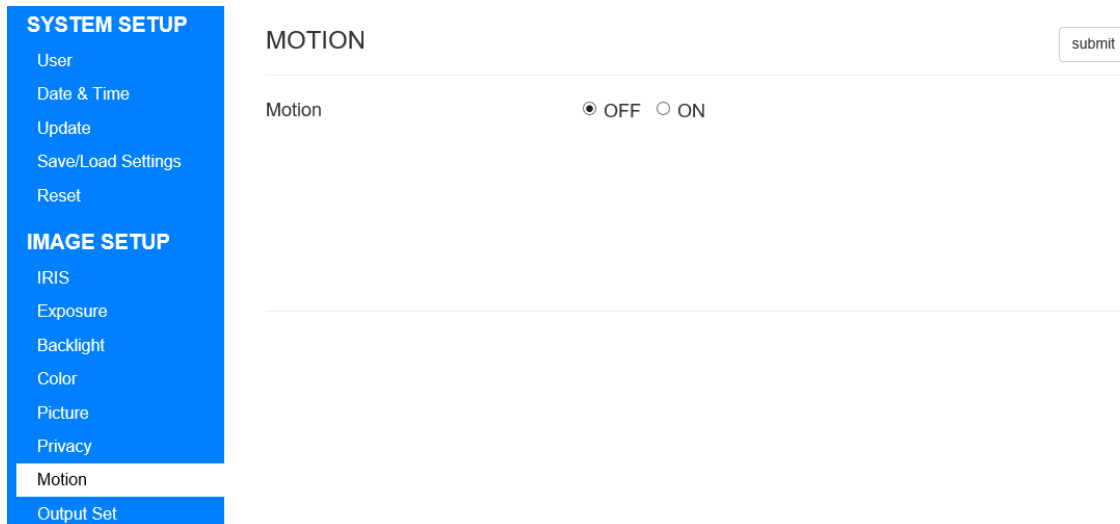 SYSTEM SETUP
User
Date & Time
Update
Save/Load Settings
Reset
IMAGE SETUP
IRIS
Exposure
Backlight
Color
Picture
Privacy
Motion
Output Set
MOTION
submit
Motion OFF ON